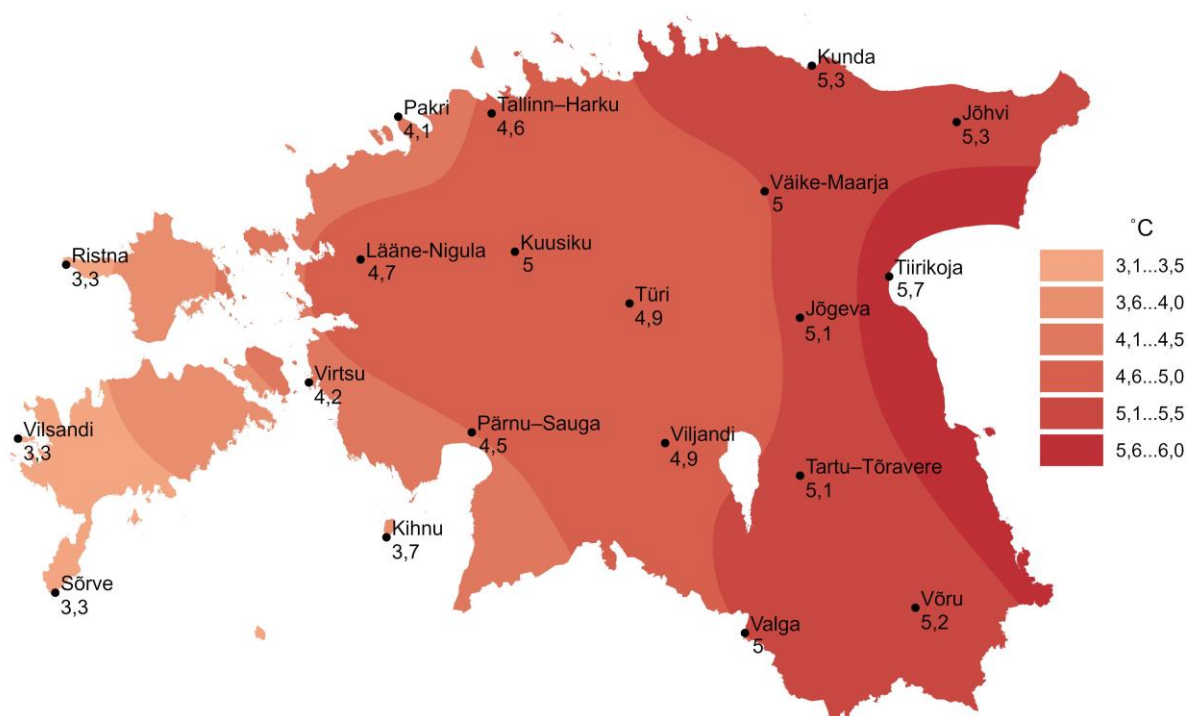 Kunda
5,3
Pakri
4,1
Tallinn–Harku
4,6
Jõhvi
5,3
Väike-Maarja
5
°C
Ristna
3,3
Lääne-Nigula
4,7
Kuusiku
5
Tiirikoja
5,7
Türi
4,9
Jõgeva
5,1
3,1...3,5
3,6...4,0
4,1...4,5
4,6...5,0
5,1...5,5
5,6...6,0
Virtsu
4,2
Vilsandi
3,3
Pärnu–Sauga
4,5
Viljandi
4,9
Tartu–Tõravere
5,1
Kihnu
3,7
Sõrve
3,3
Võru
5,2
Valga
5